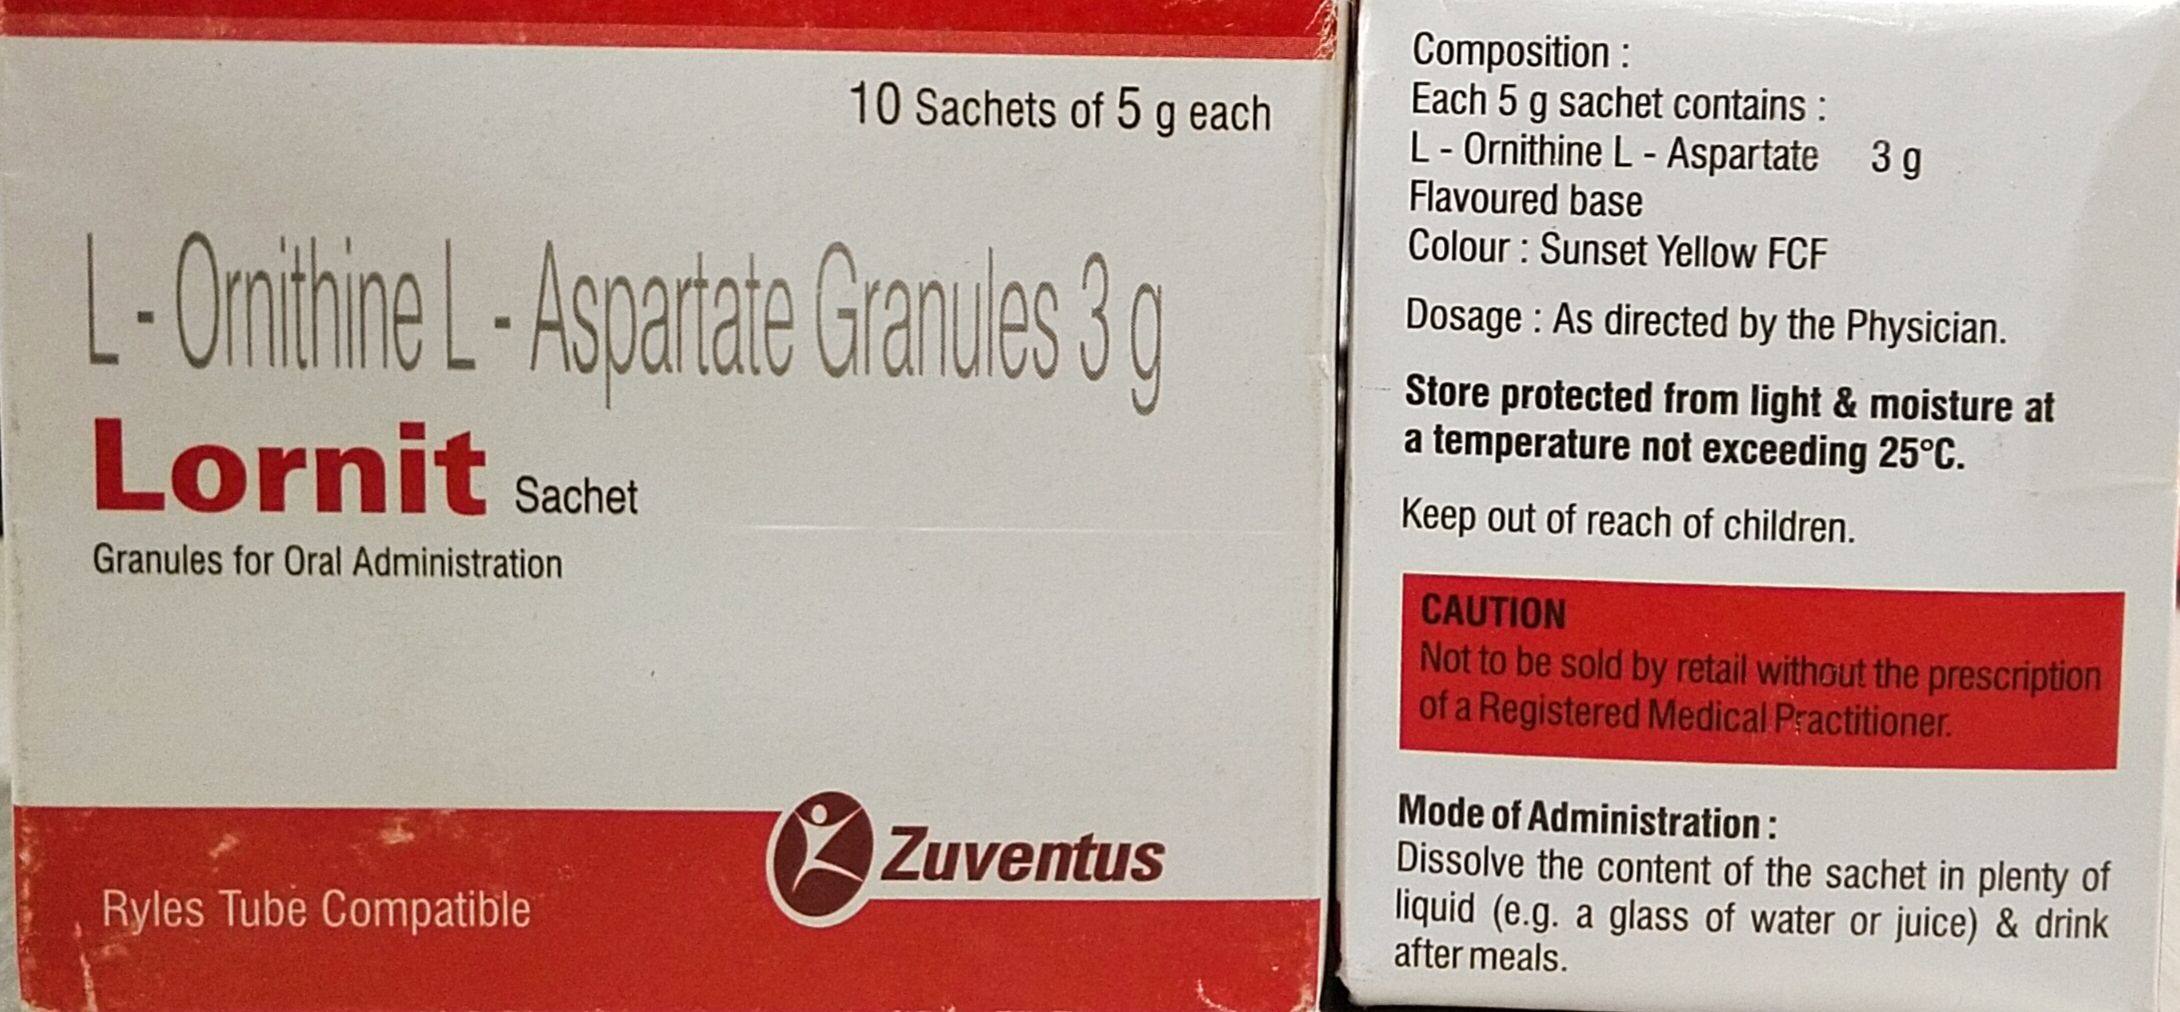 10 Sachets of 5 g each
L - Ornithine L - Aspartate Granules 3 g
Lornit Sachet
Granules for Oral Administration
Zuventus
Ryles Tube Compatible
Composition :
Each 5 g sachet contains :
L - Ornithine L - Aspartate 3 g
Flavoured base
Colour : Sunset Yellow FCF
Dosage : As directed by the Physician.
Store protected from light & moisture at
a temperature not exceeding 25°C.
Keep out of reach of children.
CAUTION
Not to be sold by retail without the prescription
of a Registered Medical Practitioner.
Mode of Administration :
Dissolve the content of the sachet in plenty of
liquid (e.g. a glass of water or juice) & drink
after meals.